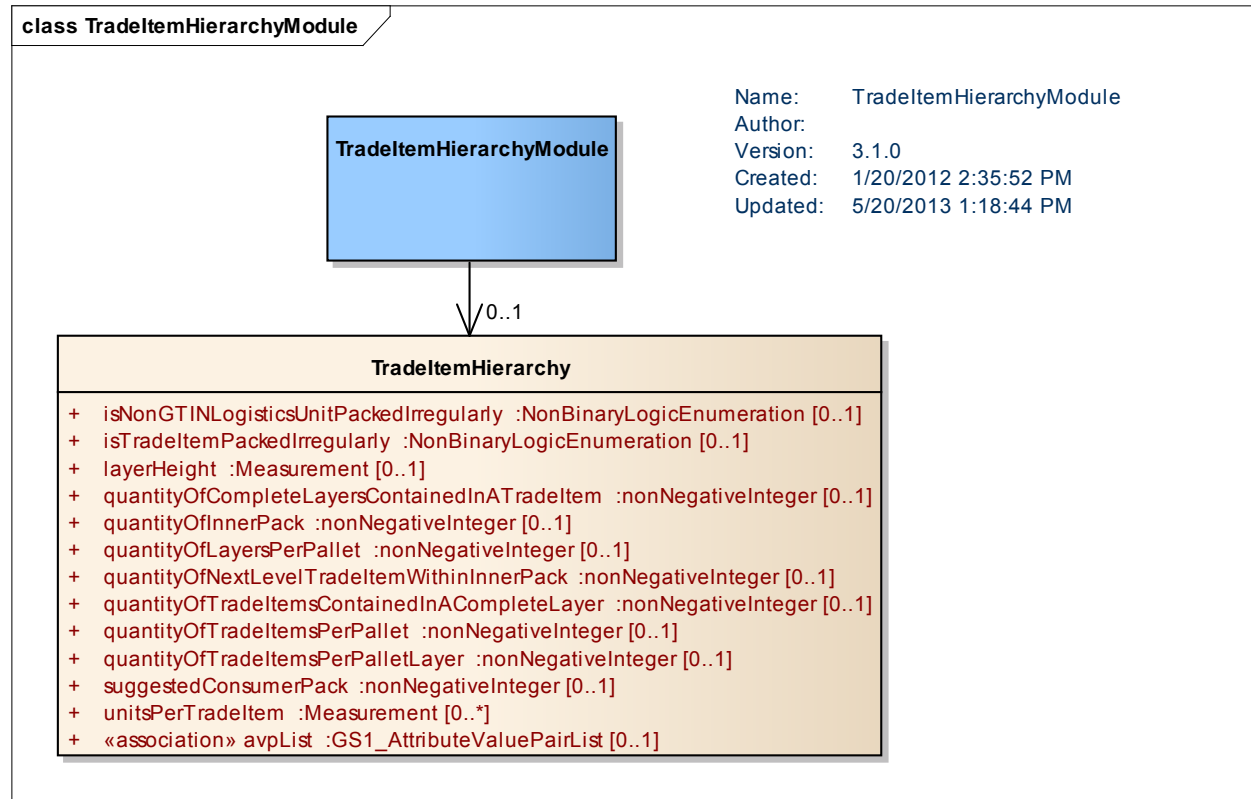 class TradeItemHierarchyModule
Name: TradeItemHierarchyModule
Author:
Version: 3.1.0
Created: 1/20/2012 2:35:52 PM
Updated: 5/20/2013 1:18:44 PM
TradeItemHierarchyModule
0..1
TradeItemHierarchy
+ isNonGTINLogisticsUnitPackedIrregularly :NonBinaryLogicEnumeration [0..1]
+ isTradeItemPackedIrregularly :NonBinaryLogicEnumeration [0..1]
+ layerHeight :Measurement [0..1]
+ quantityOfCompleteLayersContainedInATradeItem :nonNegativeInteger [0..1]
+ quantityOfInnerPack :nonNegativeInteger [0..1]
+ quantityOfLayersPerPallet :nonNegativeInteger [0..1]
+ quantityOfNextLevelTradeItemWithinInnerPack :nonNegativeInteger [0..1]
+ quantityOfTradeItemsContainedInACompleteLayer :nonNegativeInteger [0..1]
+ quantityOfTradeItemsPerPallet :nonNegativeInteger [0..1]
+ quantityOfTradeItemsPerPalletLayer :nonNegativeInteger [0..1]
+ suggestedConsumerPack :nonNegativeInteger [0..1]
+ unitsPerTradeItem :Measurement [0..*]
+ «association» avpList :GS1_AttributeValuePairList [0..1]